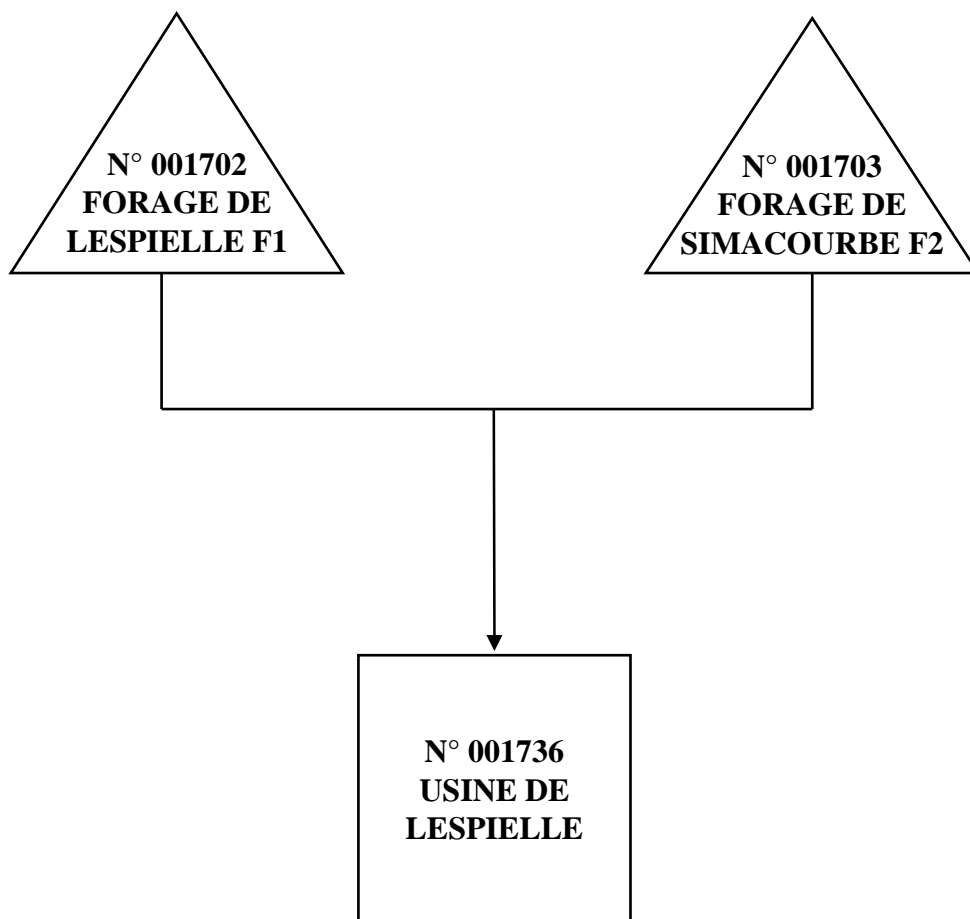 N° 001702
FORAGE DE
LESPIELLE F1
N° 001703
FORAGE DE
SIMACOURBE F2
N° 001736
USINE DE
LESPIELLE